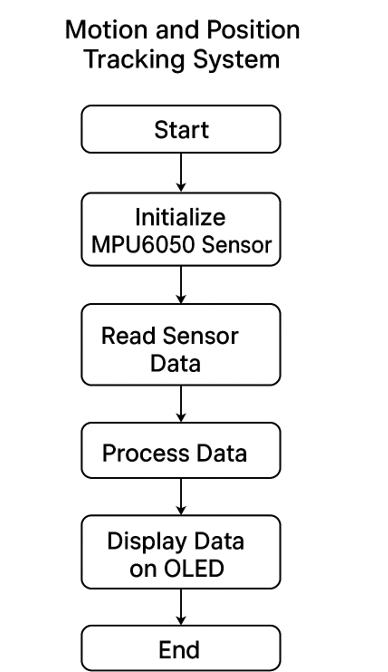 Motion and Position
Tracking System
Start
Initialize
MPU6050 Sensor
Read Sensor
Data
Process Data
Display Data
on OLED
End